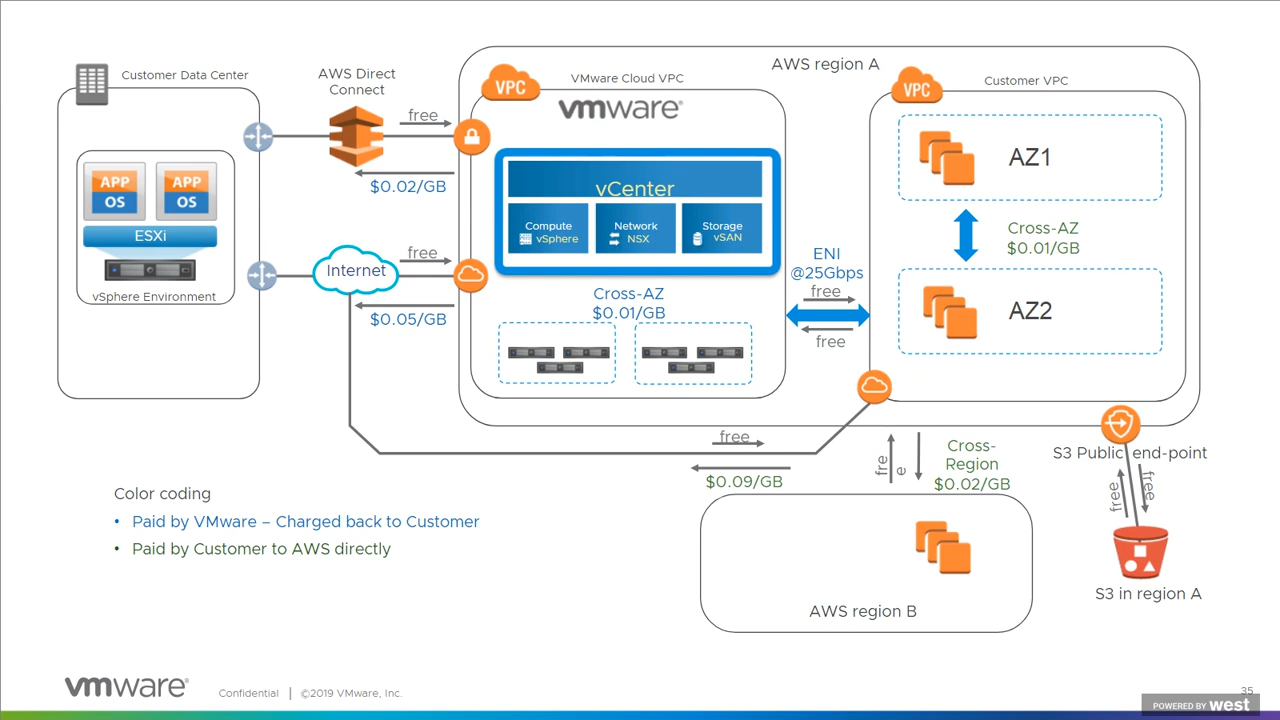 Customer Data Center
APP
OS
APP
OS
ESXi
vSphere Environment
AWS Direct
Connect
free
$0.02/GB
Internet
free
$0.05/GB
AWS region A
VPC
VMware Cloud VPC
vmware®
vCenter
Compute
vSphere
Network
NSX
Storage
vSAN
Cross-AZ
$0.01/GB
ENI
@25Gbps
free
free
VPC
Customer VPC
AZ1
Cross-AZ
$0.01/GB
AZ2
free
$0.09/GB
fre
e
Cross-
Region
$0.02/GB
AWS region B
S3 Public end-point
free
free
S3 in region A
Color coding
• Paid by VMware – Charged back to Customer
• Paid by Customer to AWS directly
vmware®
Confidential | ©2019 VMware, Inc.
35
POWERED BY west